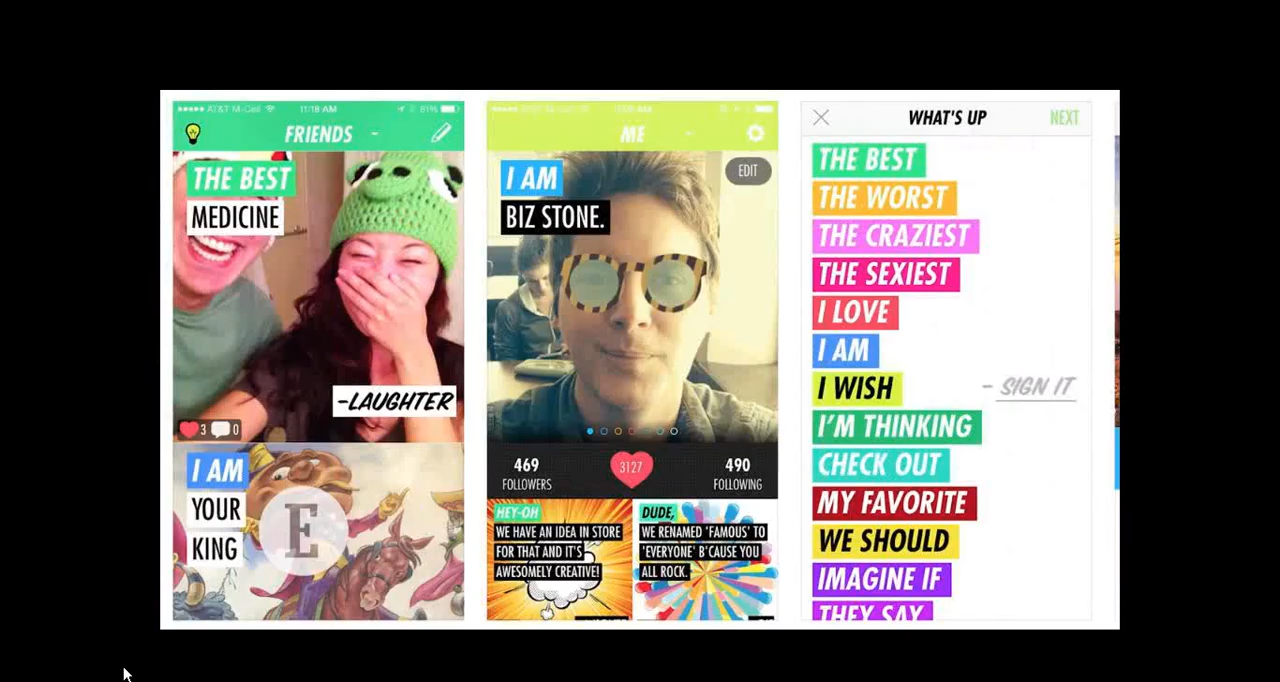 AT&T M-Cell
11:18 AM
81%
FRIENDS
THE BEST
MEDICINE
-LAUGHTER
3
0
I AM
YOUR
KING
E
ME
EDIT
I AM
BIZ STONE.
469
FOLLOWERS
3127
490
FOLLOWING
HEY-OH
WE HAVE AN IDEA IN STORE
FOR THAT AND IT'S
AWESOMELY CREATIVE!
DUDE,
WE RENAMED 'FAMOUS' TO
'EVERYONE' B'CAUSE YOU
ALL ROCK.
WHAT'S UP
NEXT
THE BEST
THE WORST
THE CRAZIEST
THE SEXIEST
I LOVE
I AM
I WISH
- SIGN IT
I'M THINKING
CHECK OUT
MY FAVORITE
WE SHOULD
IMAGINE IF
THEY SAY